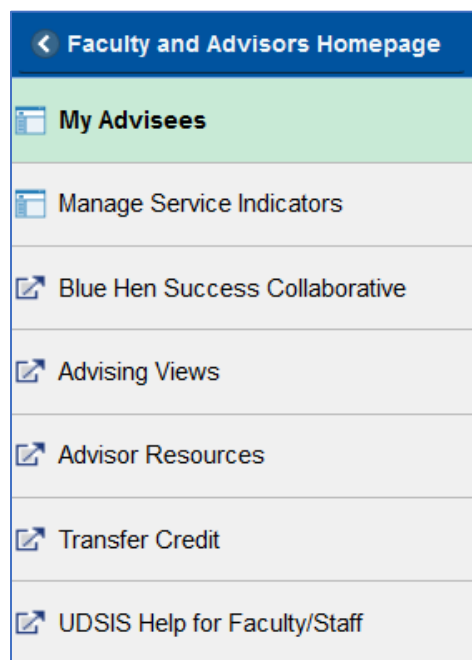 Faculty and Advisors Homepage
My Advisees
Manage Service Indicators
Blue Hen Success Collaborative
Advising Views
Advisor Resources
Transfer Credit
UDSIS Help for Faculty/Staff